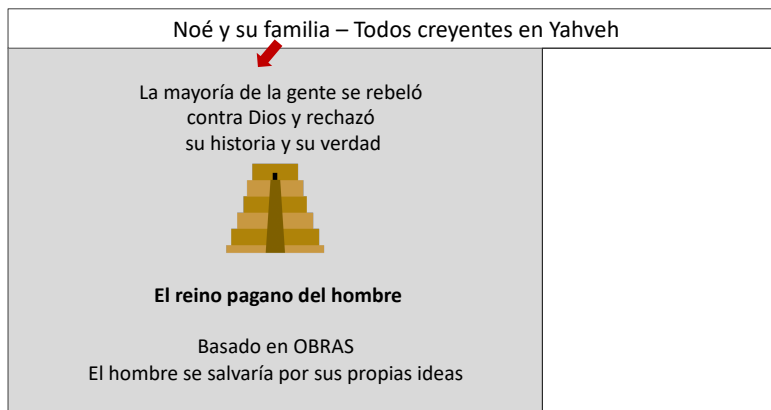 Noé y su familia – Todos creyentes en Yahveh
La mayoría de la gente se rebeló
contra Dios y rechazó
su historia y su verdad
El reino pagano del hombre
Basado en OBRAS
El hombre se salvaría por sus propias ideas